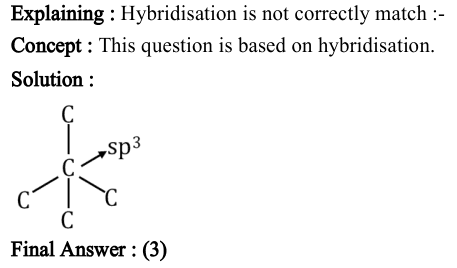 Explaining : Hybridisation is not correctly match :-
Concept : This question is based on hybridisation.
Solution :
C
sp³
C
C C
C
Final Answer : (3)